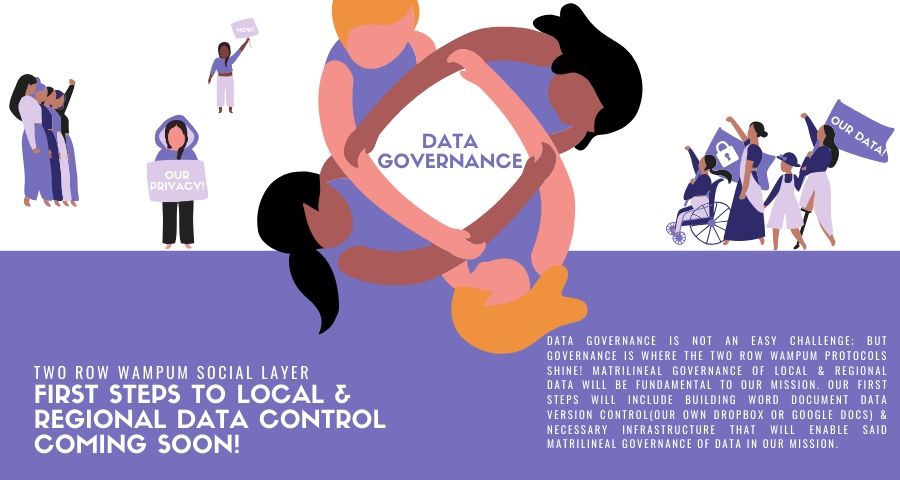 NOW!
OUR
PRIVACY!
DATA
GOVERNANCE
OUR DATA!
TWO ROW WAMPUM SOCIAL LAYER
FIRST STEPS TO LOCAL &
REGIONAL DATA CONTROL
COMING SOON!
DATA GOVERNANCE IS NOT AN EASY CHALLENGE; BUT
GOVERNANCE IS WHERE THE TWO ROW WAMPUM PROTOCOLS
SHINE! MATRILINEAL GOVERNANCE OF LOCAL & REGIONAL
DATA WILL BE FUNDAMENTAL TO OUR MISSION. OUR FIRST
STEPS WILL INCLUDE BUILDING WORD DOCUMENT DATA
VERSION CONTROL(OUR OWN DROPBOX OR GOOGLE DOCS) &
NECESSARY INFRASTRUCTURE THAT WILL ENABLE SAID
MATRILINEAL GOVERNANCE OF DATA IN OUR MISSION.